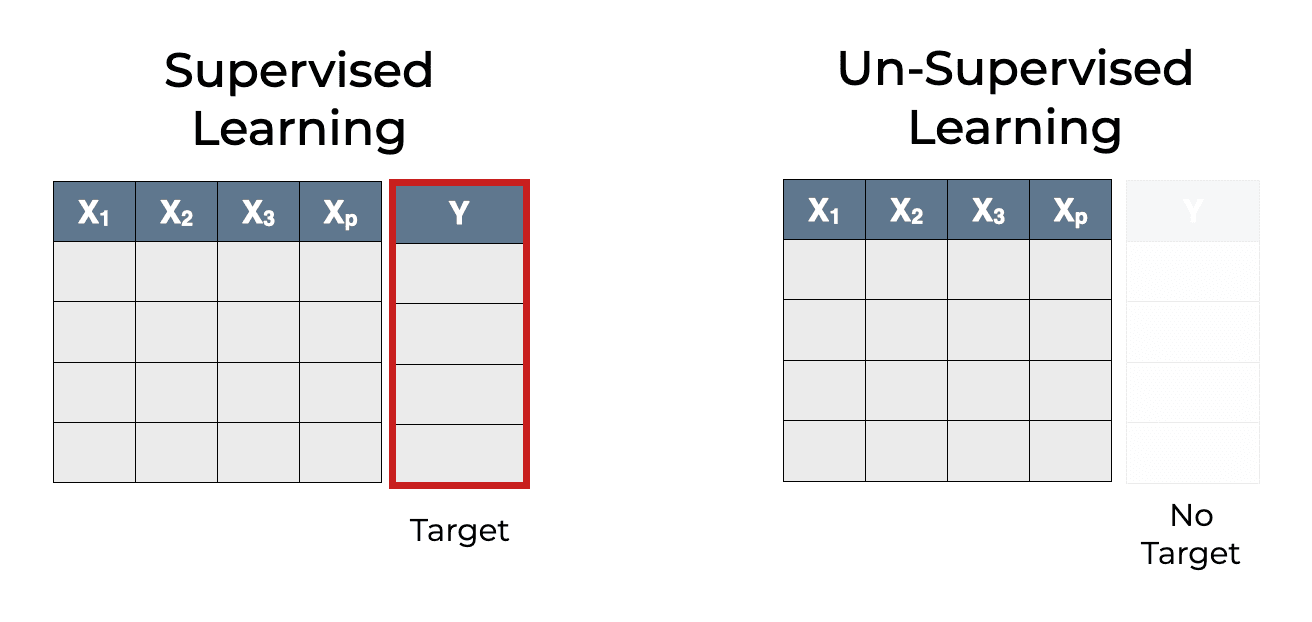 Supervised
Learning
X₁ X₂ X₃ Xₚ Y
Target
Un-Supervised
Learning
X₁ X₂ X₃ Xₚ Y
No
Target